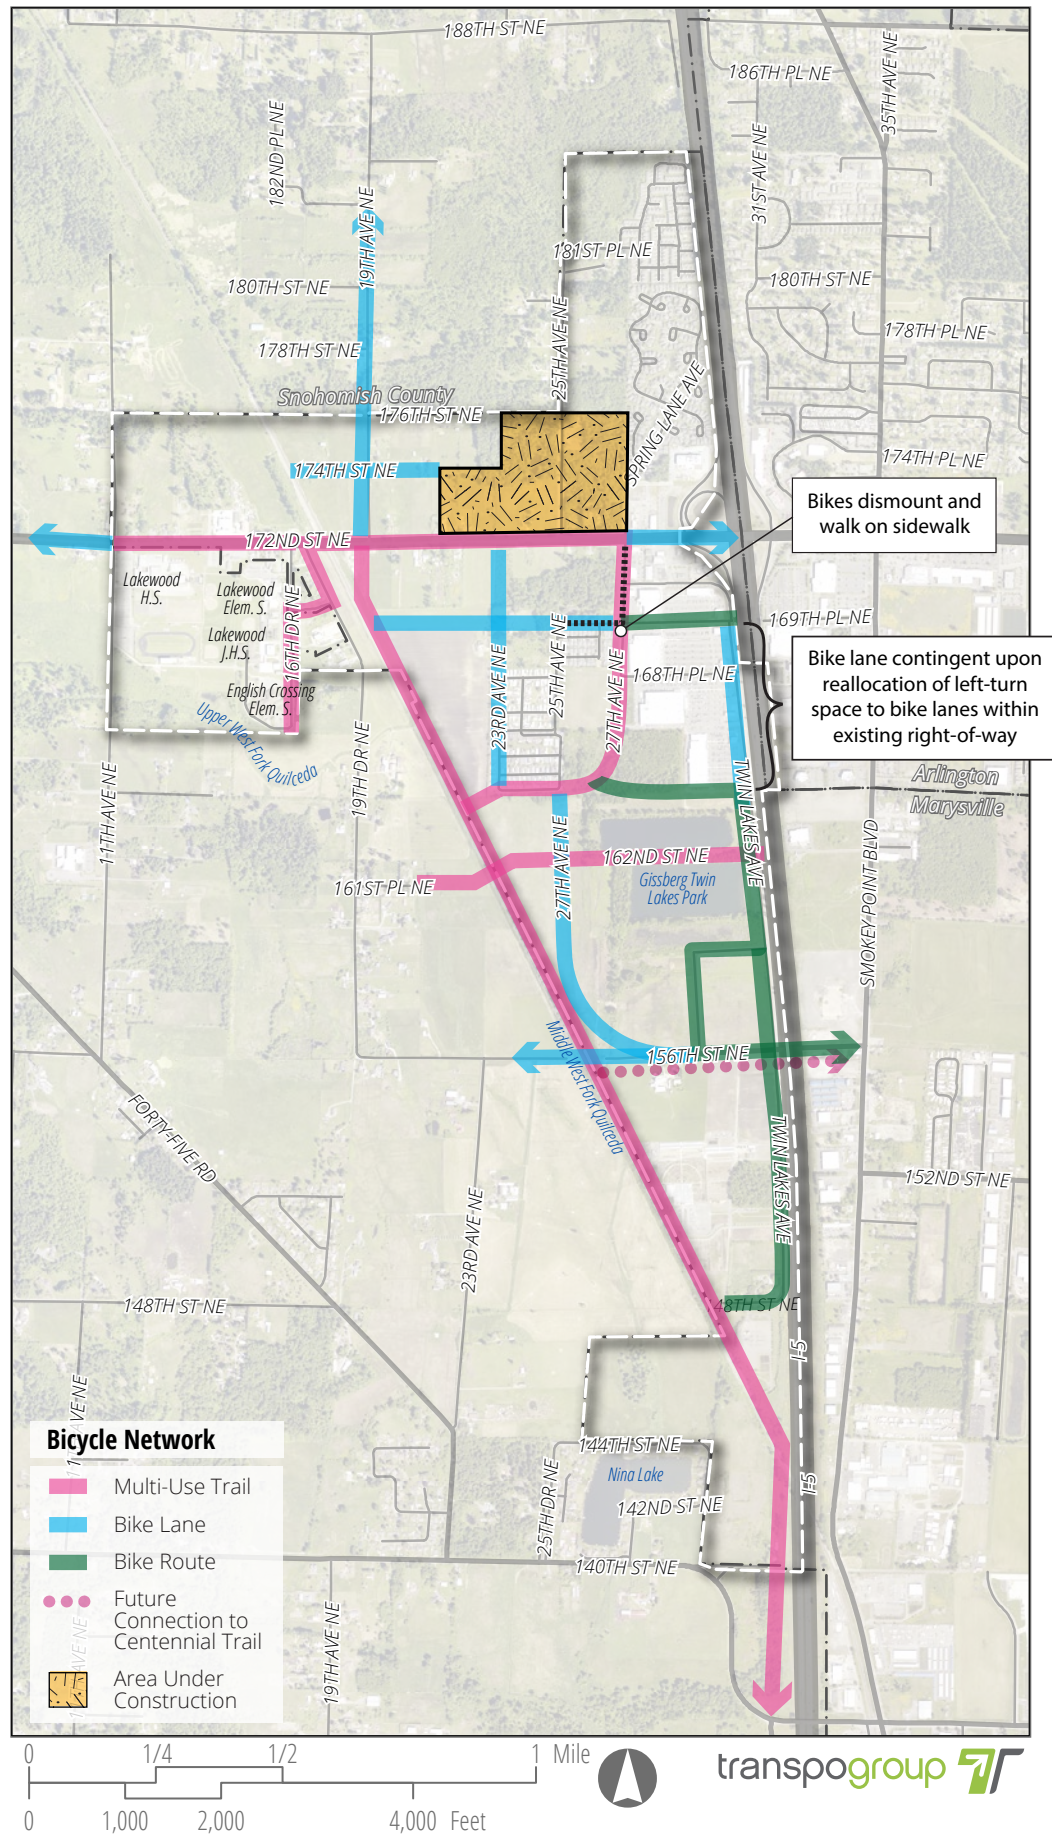 188TH ST NE
186TH PL NE
35TH AVE NE
182ND PL NE
31ST AVE NE
19TH AVE NE
181ST PL NE
180TH ST NE
180TH ST NE
25TH AVE NE
178TH PL NE
178TH ST NE
SPRING LANE AVE
Snohomish County
176TH ST NE
174TH ST NE
174TH PL NE
Bikes dismount and
walk on sidewalk
172ND ST NE
Lakewood
H.S.
Lakewood
Elem. S.
16TH DR NE
Lakewood
J.H.S.
English Crossing
Elem. S.
Upper West Fork Quilceda
169TH PL NE
168TH PL NE
23RD AVE NE
25TH AVE NE
27TH AVE NE
Bike lane contingent upon
reallocation of left-turn
space to bike lanes within
existing right-of-way
11TH AVE NE
19TH DR NE
TWIN LAKES AVE
Arlington
Marysville
162ND ST NE
161ST PL NE
27TH AVE NE
Gissberg Twin
Lakes Park
SMOKEY POINT BLVD
Middle West Fork Quilceda
156TH ST NE
FORTY-FIVE RD
TWIN LAKES AVE
152ND ST NE
23RD AVE NE
148TH ST NE
48TH ST NE
I-5
AVE NE
144TH ST NE
Nina Lake
I-5
25TH DR NE
142ND ST NE
140TH ST NE
19TH AVE NE
AVE NE
Bicycle Network
Multi-Use Trail
Bike Lane
Bike Route
Future
Connection to
Centennial Trail
Area Under
Construction
0 1/4 1/2 1 Mile
0 1,000 2,000 4,000 Feet
transpogroup